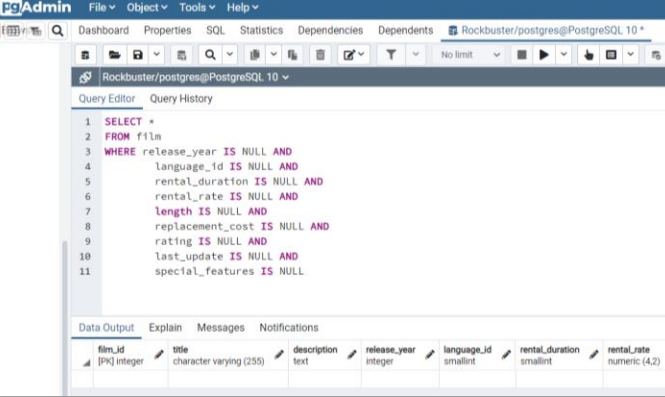 pgAdmin File Object Tools Help
Dashboard Properties SQL Statistics Dependencies Dependents Rockbuster/postgres@PostgreSQL 10 *
No limit
Rockbuster/postgres@PostgreSQL 10
Query Editor Query History
1 SELECT *
2 FROM film
3 WHERE release_year IS NULL AND
4 language_id IS NULL AND
5 rental_duration IS NULL AND
6 rental_rate IS NULL AND
7 length IS NULL AND
8 replacement_cost IS NULL AND
9 rating IS NULL AND
10 last_update IS NULL AND
11 special_features IS NULL
Data Output Explain Messages Notifications
film_id title description release_year language_id rental_duration rental_rate
[PK] integer character varying (255) text integer smallint smallint numeric (4,2)